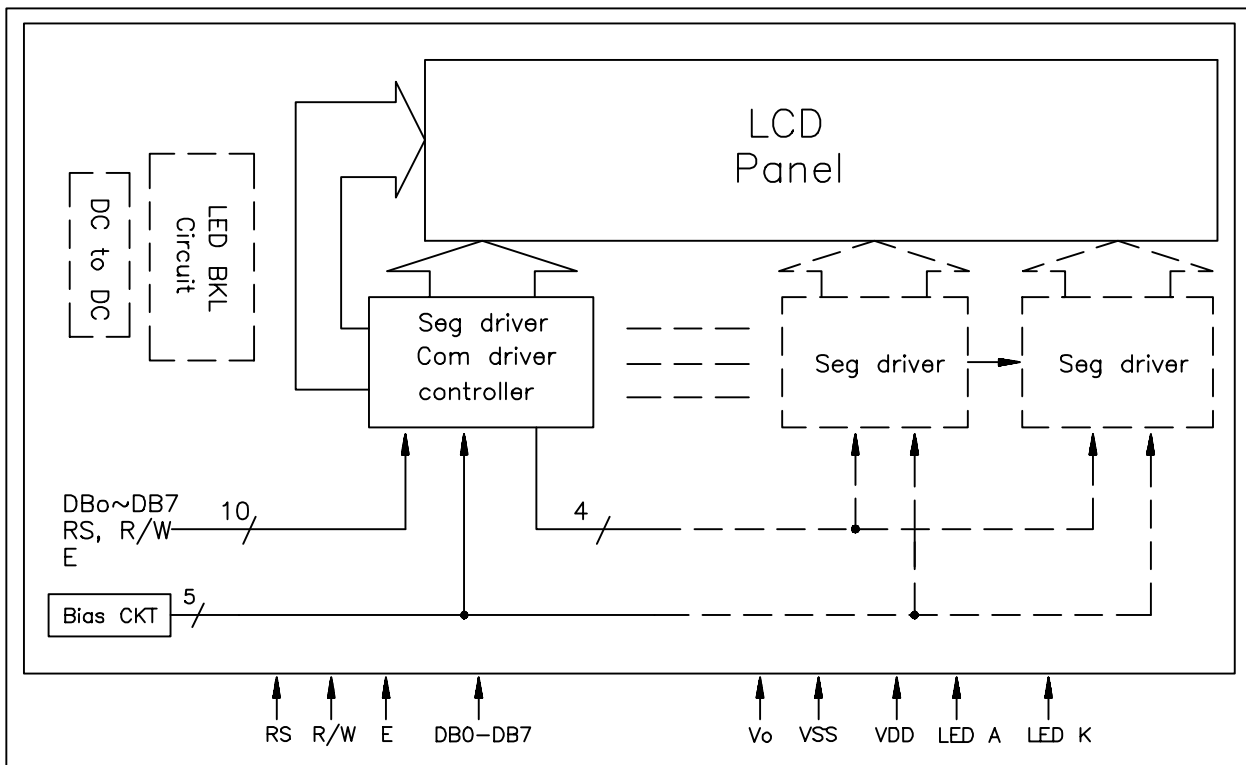 LCD
Panel
DC to DC
LED BKL
Circuit
Seg driver
Com driver
controller
Seg driver
Seg driver
DBo~DB7
RS, R/W
E
10
4
Bias CKT
5
RS R/W E DB0-DB7 Vo VSS VDD LED A LED K